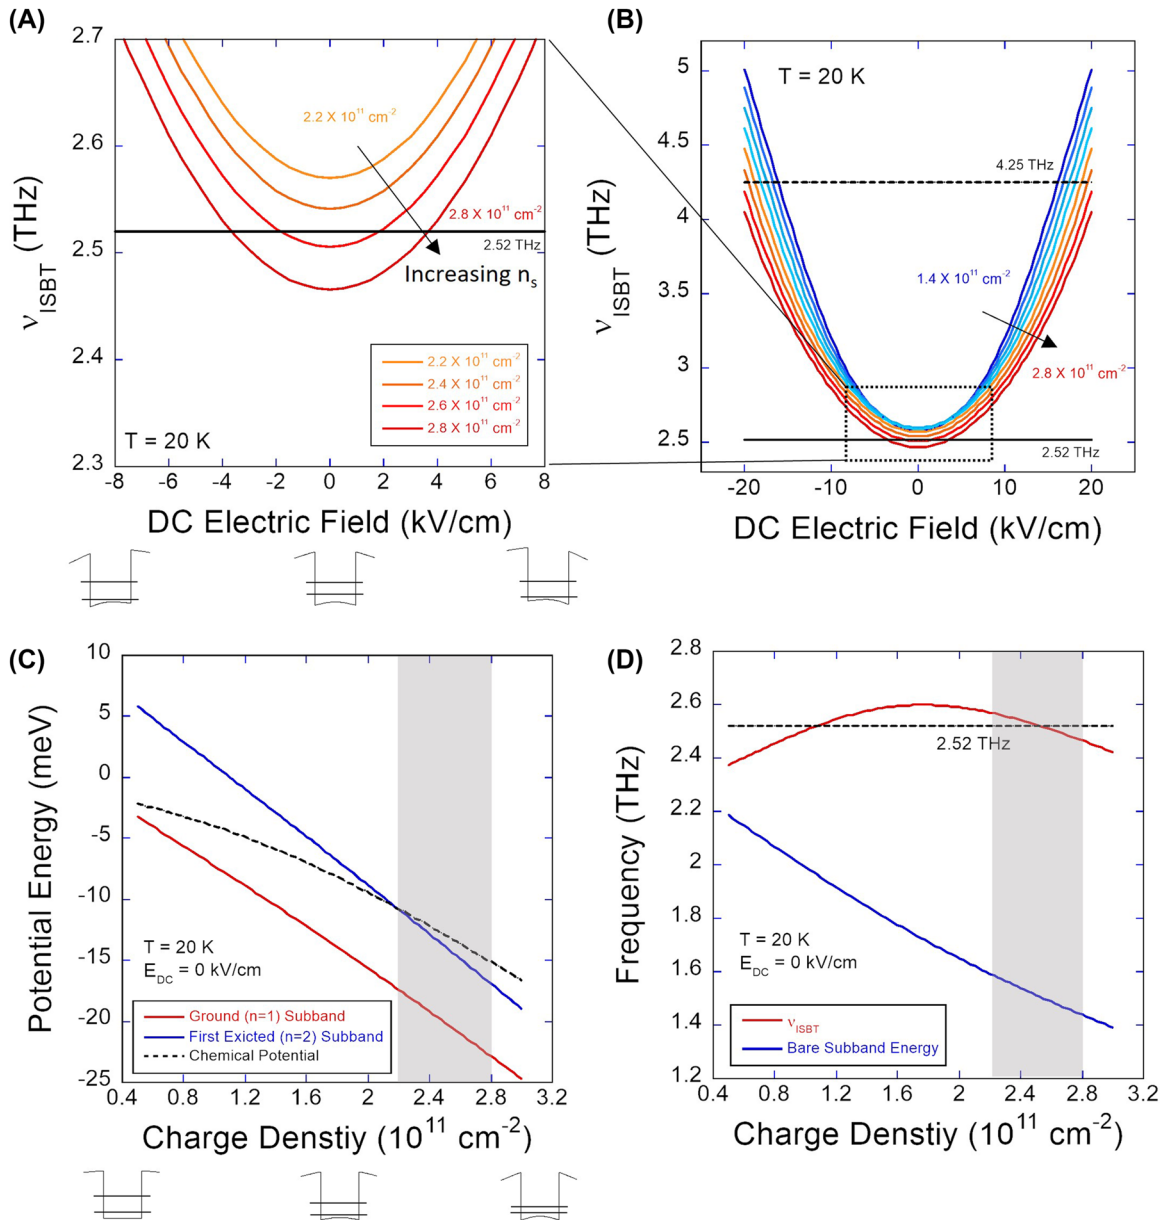 (A)
2.7
2.6
2.5
2.4
2.3
ν_ISBT (THz)
2.2 X 10^11 cm^-2
2.8 X 10^11 cm^-2
2.52 THz
Increasing n_s
2.2 X 10^11 cm^-2
2.4 X 10^11 cm^-2
2.6 X 10^11 cm^-2
2.8 X 10^11 cm^-2
T = 20 K
-8 -6 -4 -2 0 2 4 6 8
DC Electric Field (kV/cm)
(B)
5
4.5
4
3.5
3
2.5
ν_ISBT (THz)
T = 20 K
4.25 THz
1.4 X 10^11 cm^-2
2.8 X 10^11 cm^-2
2.52 THz
-20 -10 0 10 20
DC Electric Field (kV/cm)
(C)
10
5
0
-5
-10
-15
-20
-25
Potential Energy (meV)
T = 20 K
E_DC = 0 kV/cm
Ground (n=1) Subband
First Exicted (n=2) Subband
Chemical Potential
0.4 0.8 1.2 1.6 2 2.4 2.8 3.2
Charge Denstiy (10^11 cm^-2)
(D)
2.8
2.6
2.4
2.2
2
1.8
1.6
1.4
1.2
Frequency (THz)
2.52 THz
T = 20 K
E_DC = 0 kV/cm
ν_ISBT
Bare Subband Energy
0.4 0.8 1.2 1.6 2 2.4 2.8 3.2
Charge Denstiy (10^11 cm^-2)